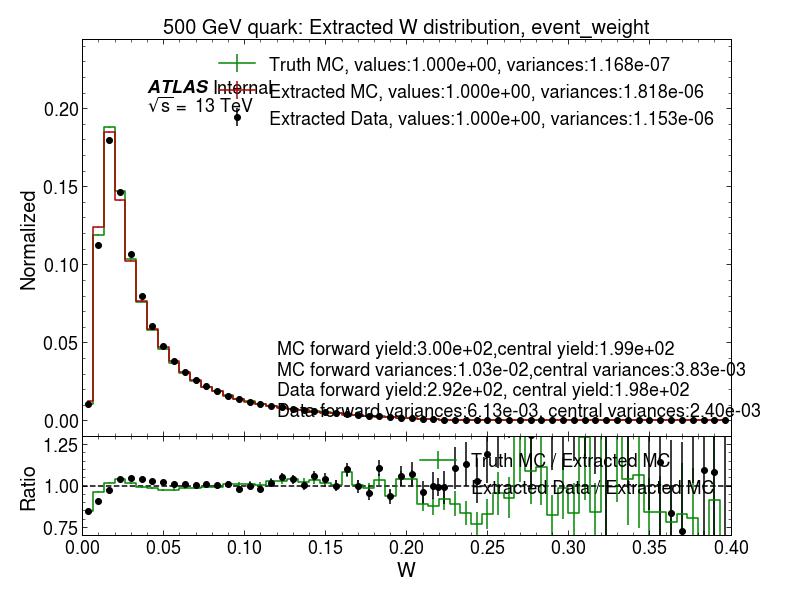 500 GeV quark: Extracted W distribution, event_weight
Truth MC, values:1.000e+00, variances:1.168e-07
ATLAS Internal
Extracted MC, values:1.000e+00, variances:1.818e-06
√s = 13 TeV
Extracted Data, values:1.000e+00, variances:1.153e-06
Normalized
0.20
0.15
0.10
0.05
0.00
MC forward yield:3.00e+02,central yield:1.99e+02
MC forward variances:1.03e-02,central variances:3.83e-03
Data forward yield:2.92e+02, central yield:1.98e+02
Data forward variances:6.13e-03, central variances:2.40e-03
Ratio
1.25
1.00
0.75
Truth MC / Extracted MC
Extracted Data / Extracted MC
0.00 0.05 0.10 0.15 0.20 0.25 0.30 0.35 0.40
W